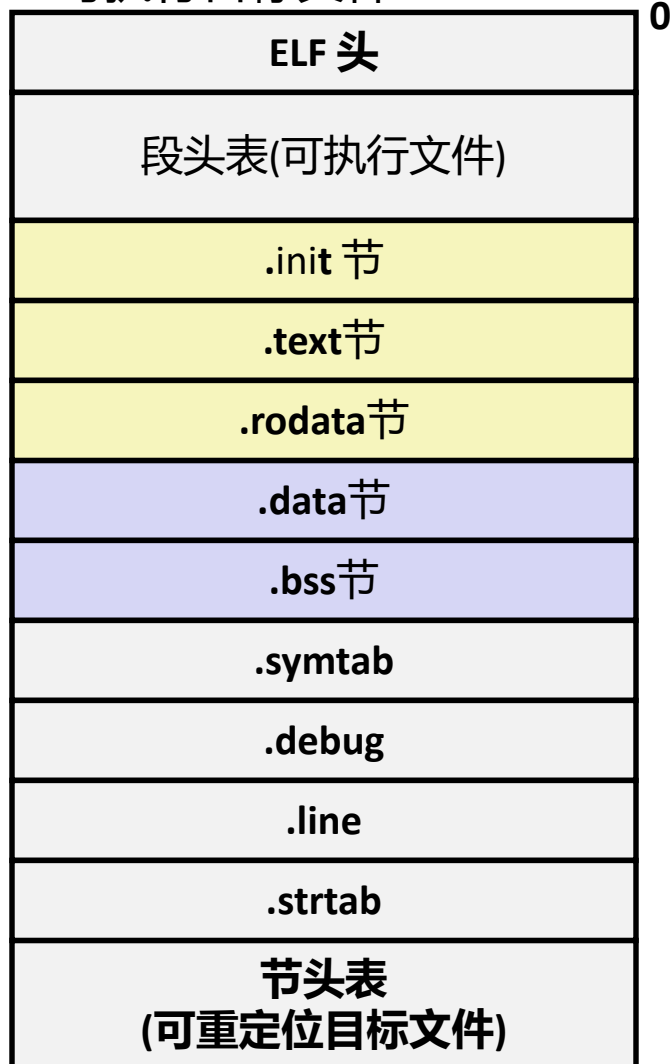 0
ELF 头
段头表(可执行文件)
.init 节
.text节
.rodata节
.data节
.bss节
.symtab
.debug
.line
.strtab
节头表
(可重定位目标文件)